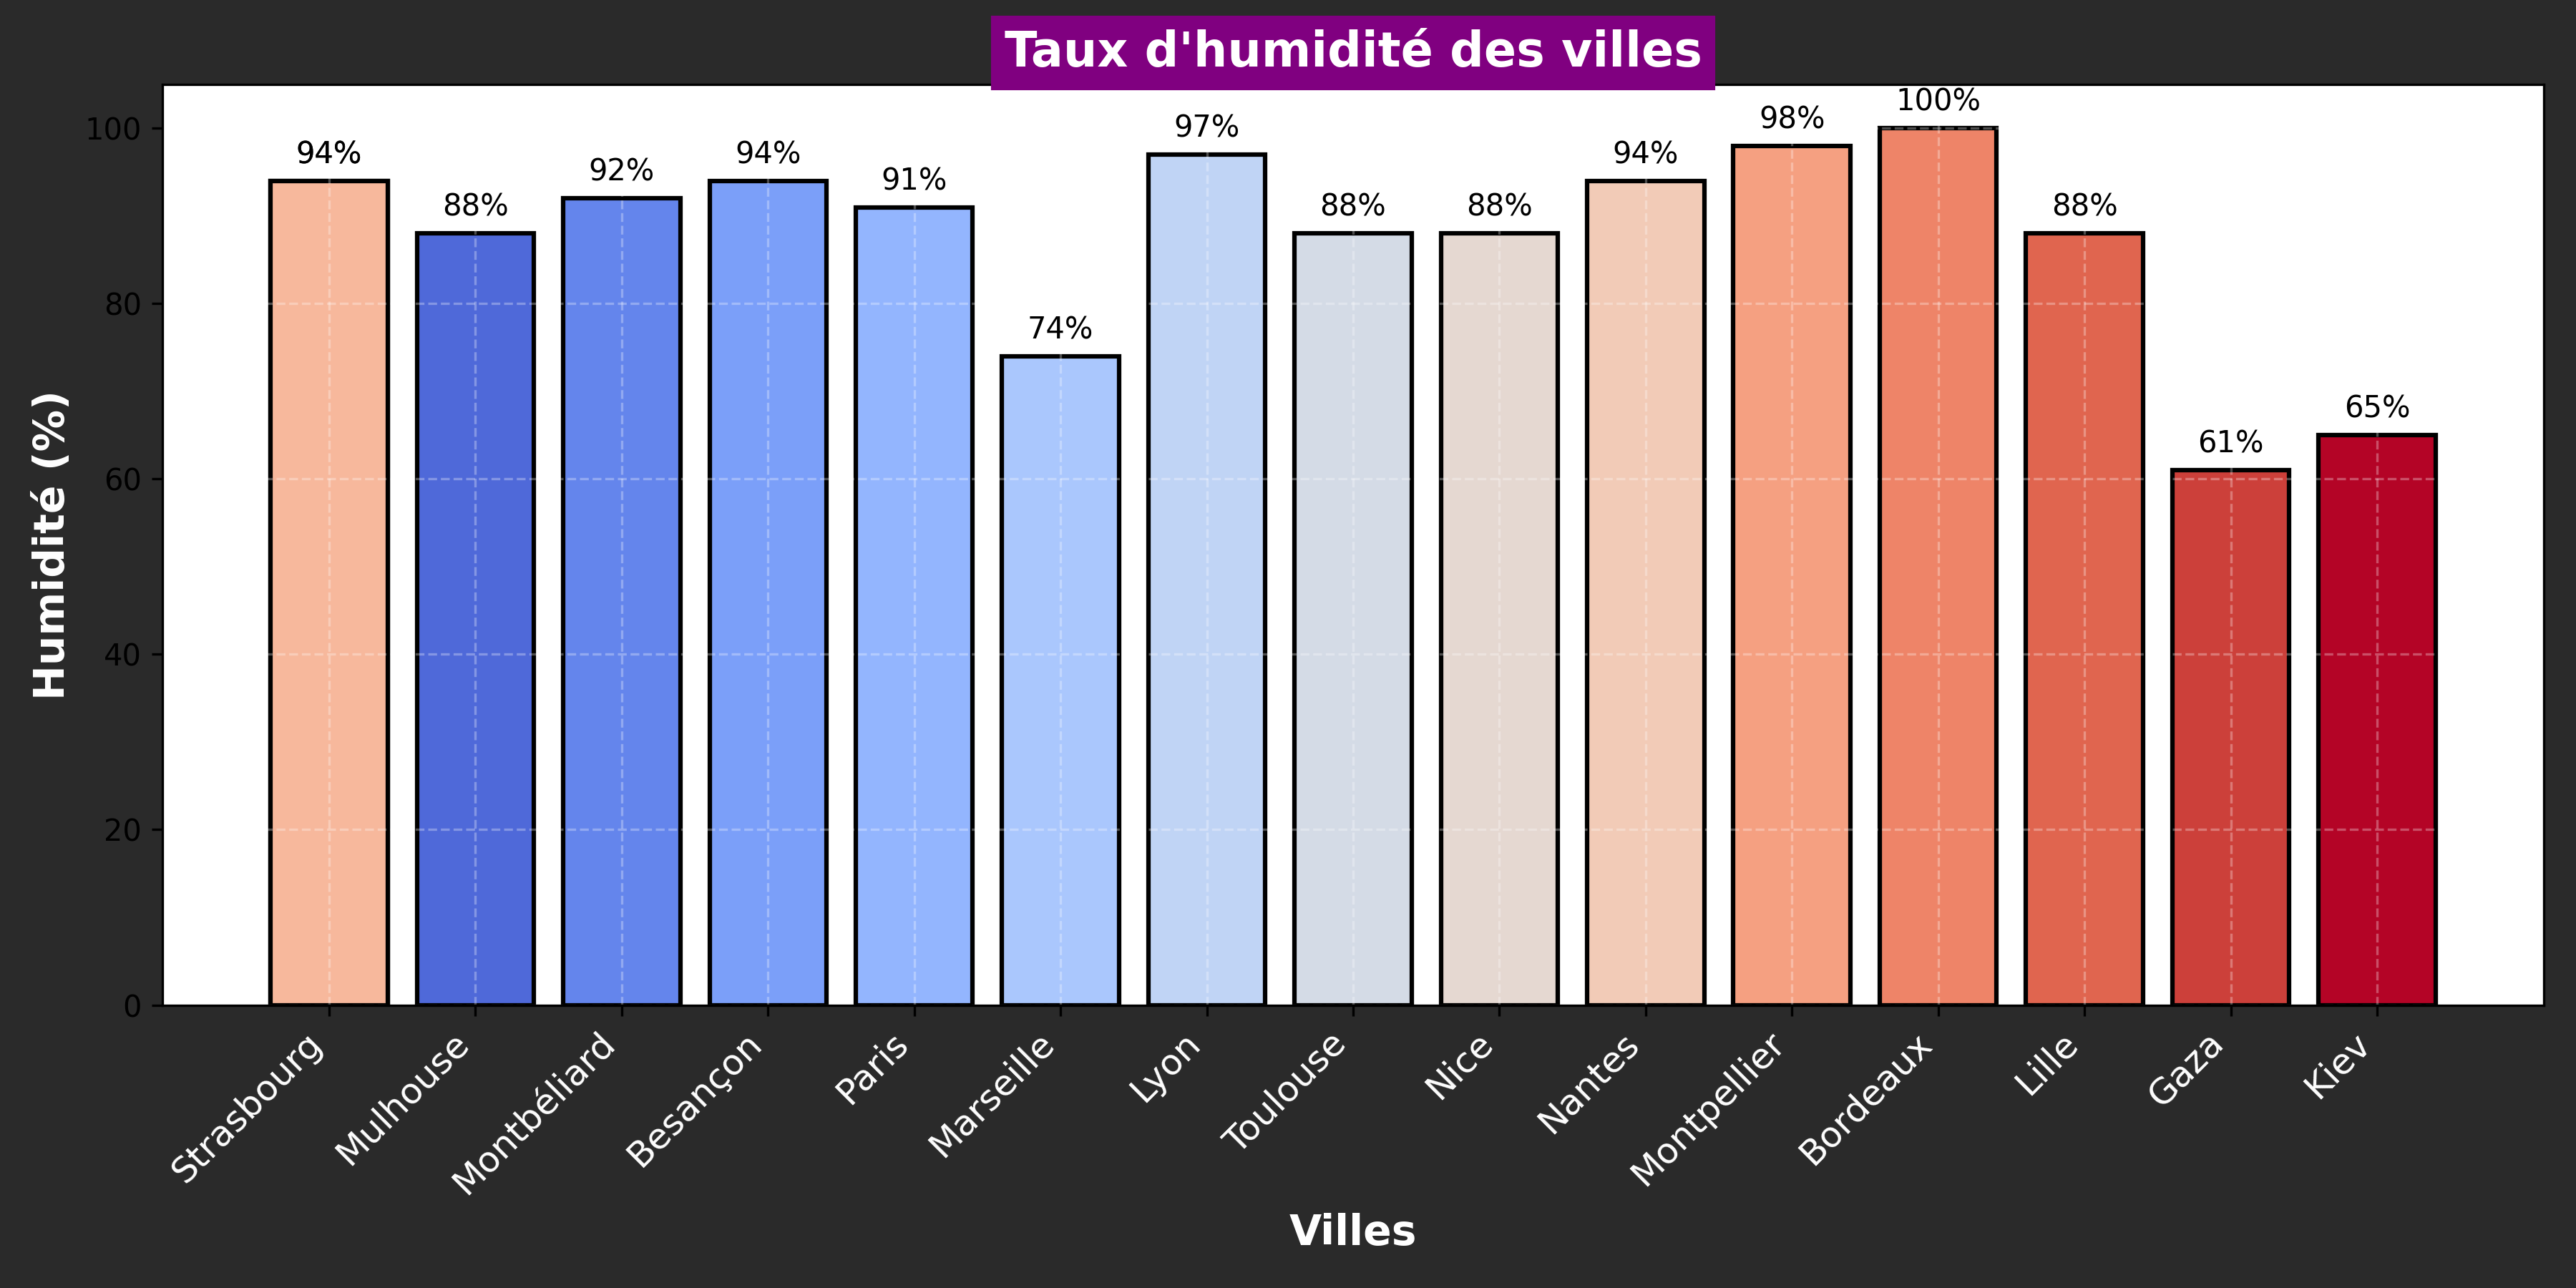 Taux d'humidité des villes
Humidité (%)
100
80
60
40
20
0
94%
88%
92%
94%
91%
74%
97%
88%
88%
94%
98%
100%
88%
61%
65%
Strasbourg
Mulhouse
Montbéliard
Besançon
Paris
Marseille
Lyon
Toulouse
Nice
Nantes
Montpellier
Bordeaux
Lille
Gaza
Kiev
Villes